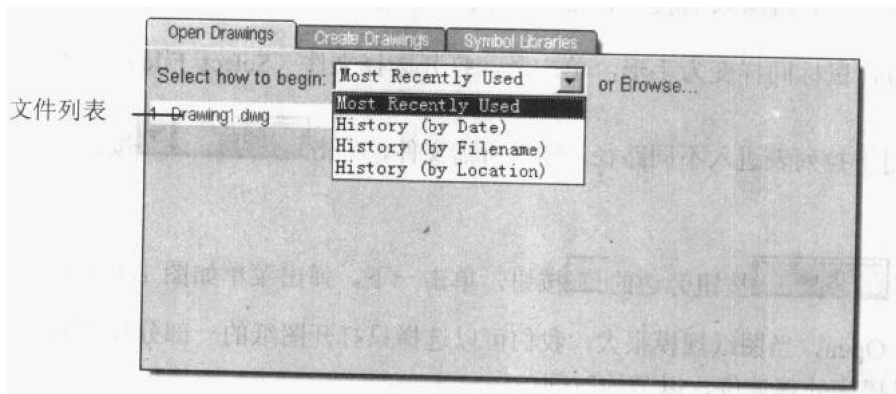 Open Drawings Create Drawings Symbol Libraries
Select how to begin: Most Recently Used or Browse...
文件列表 1. Drawing1.dwg
Most Recently Used
History (by Date)
History (by Filename)
History (by Location)